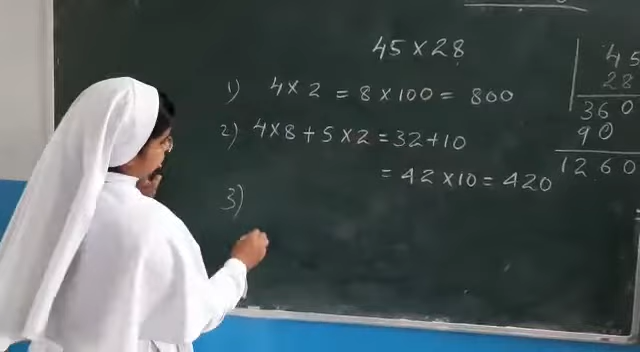 45 × 28
1) 4 × 2 = 8 × 100 = 800
2) 4×8 + 5×2 = 32 + 10
= 42 × 10 = 420
3)
45
28
360
90
1260